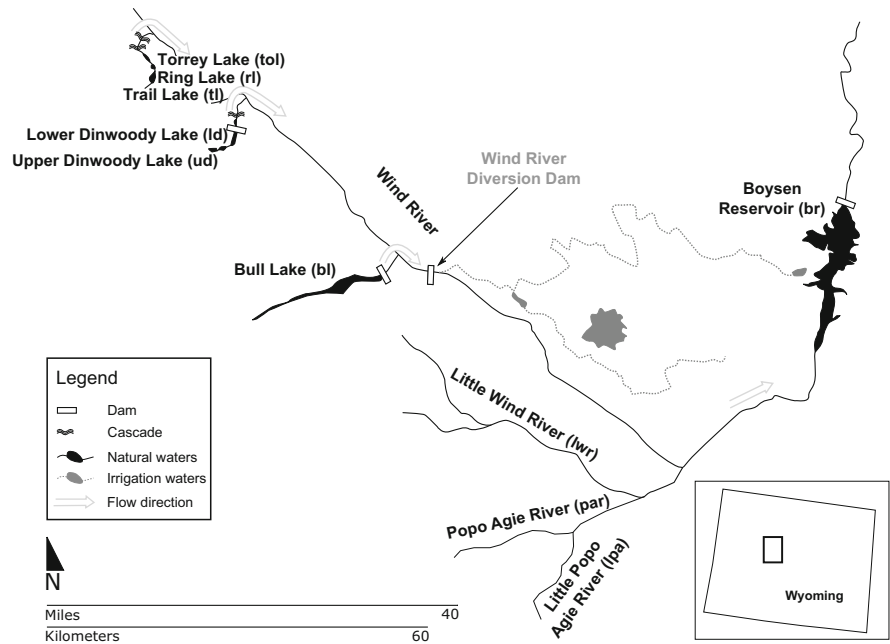 Torrey Lake (tol)
Ring Lake (rl)
Trail Lake (tl)
Lower Dinwoody Lake (ld)
Upper Dinwoody Lake (ud)
Wind River
Wind River
Diversion Dam
Boysen
Reservoir (br)
Bull Lake (bl)
Little Wind River (lwr)
Popo Agie River (par)
Little Popo
Agie River (lpa)
Legend
Dam
Cascade
Natural waters
Irrigation waters
Flow direction
N
Miles 40
Kilometers 60
Wyoming